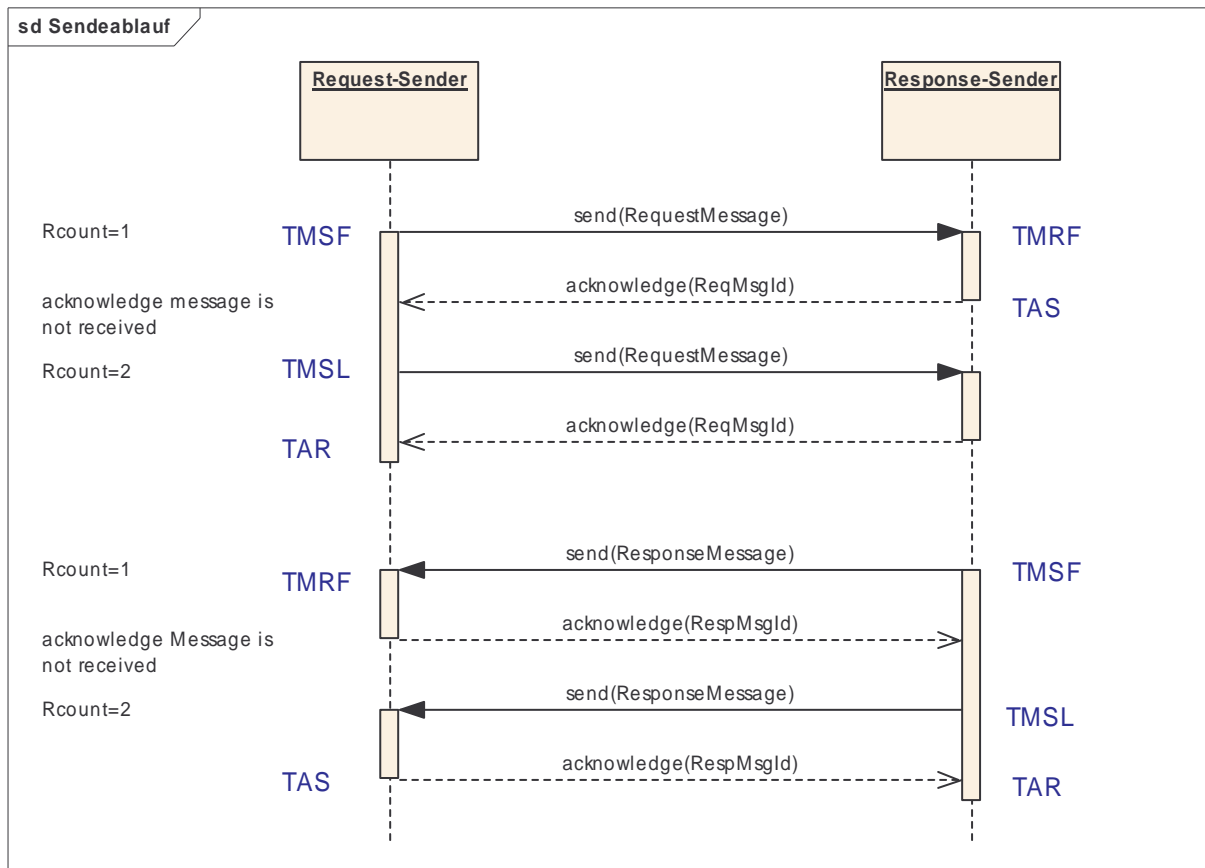 sd Sendeablauf
Request-Sender
Response-Sender
send(RequestMessage)
Rcount=1
TMSF
TMRF
acknowledge(ReqMsgId)
acknowledge message is
not received
TAS
send(RequestMessage)
Rcount=2
TMSL
acknowledge(ReqMsgId)
TAR
send(ResponseMessage)
Rcount=1
TMRF
TMSF
acknowledge(RespMsgId)
acknowledge Message is
not received
send(ResponseMessage)
Rcount=2
TMSL
acknowledge(RespMsgId)
TAS
TAR